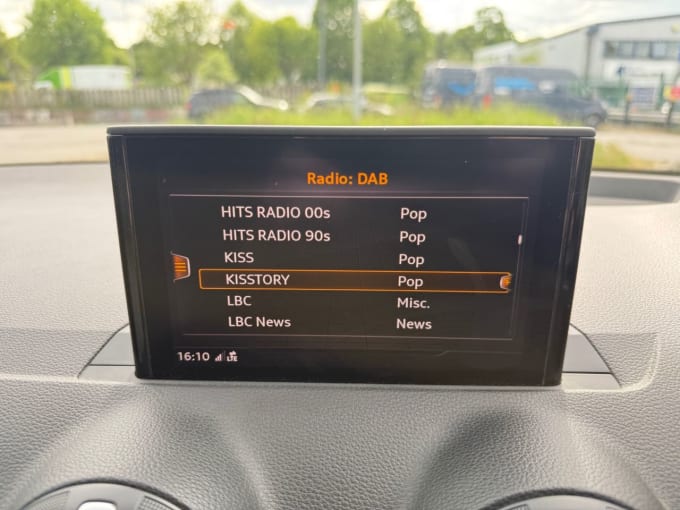 Radio: DAB
HITS RADIO 00s Pop
HITS RADIO 90s Pop
KISS Pop
KISSTORY Pop
LBC Misc.
LBC News News
16:10 LTE